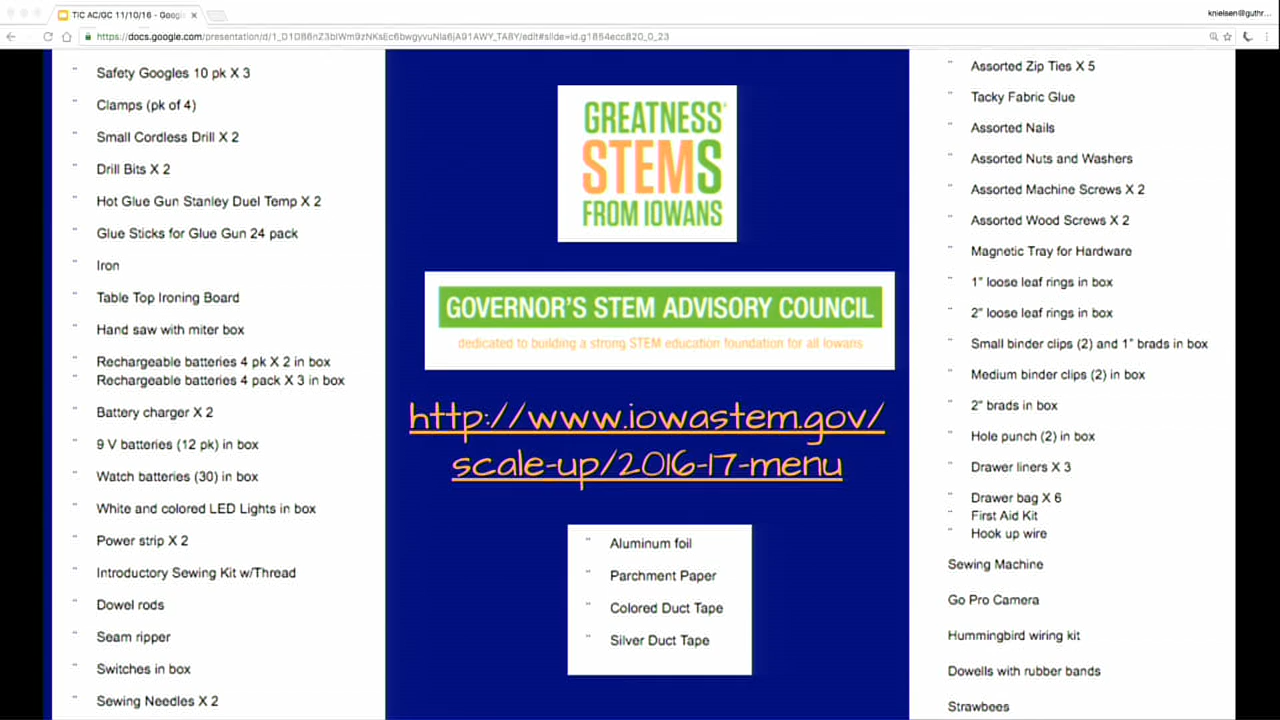 TIC AC/GC 11/10/16 - Googl
knielsen@guthr...
Safety Googles 10 pk X 3
Clamps (pk of 4)
Small Cordless Drill X 2
Drill Bits X 2
Hot Glue Gun Stanley Duel Temp X 2
Glue Sticks for Glue Gun 24 pack
Iron
Table Top Ironing Board
Hand saw with miter box
Rechargeable batteries 4 pk X 2 in box
Rechargeable batteries 4 pack X 3 in box
Battery charger X 2
9 V batteries (12 pk) in box
Watch batteries (30) in box
White and colored LED Lights in box
Power strip X 2
Introductory Sewing Kit w/Thread
Dowel rods
Seam ripper
Switches in box
Sewing Needles X 2
GREATNESS
STEMS
FROM IOWANS
GOVERNOR'S STEM ADVISORY COUNCIL
dedicated to building a strong STEM education foundation for all Iowans
http://www.iowastem.gov/
scale-up/2016-17-menu
Aluminum foil
Parchment Paper
Colored Duct Tape
Silver Duct Tape
Assorted Zip Ties X 5
Tacky Fabric Glue
Assorted Nails
Assorted Nuts and Washers
Assorted Machine Screws X 2
Assorted Wood Screws X 2
Magnetic Tray for Hardware
1" loose leaf rings in box
2" loose leaf rings in box
Small binder clips (2) and 1" brads in box
Medium binder clips (2) in box
2" brads in box
Hole punch (2) in box
Drawer liners X 3
Drawer bag X 6
First Aid Kit
Hook up wire
Sewing Machine
Go Pro Camera
Hummingbird wiring kit
Dowells with rubber bands
Strawbees